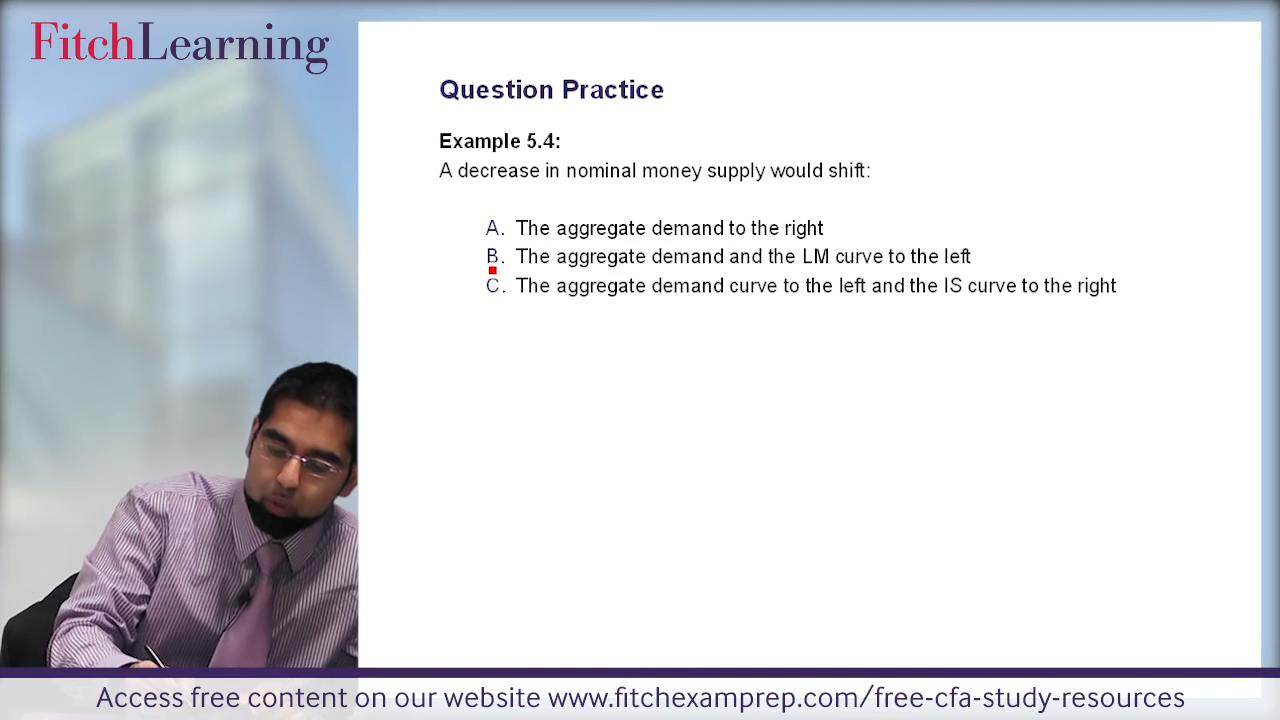 FitchLearning
Question Practice
Example 5.4:
A decrease in nominal money supply would shift:
A. The aggregate demand to the right
B. The aggregate demand and the LM curve to the left
C. The aggregate demand curve to the left and the IS curve to the right
Access free content on our website www.fitchexamprep.com/free-cfa-study-resources